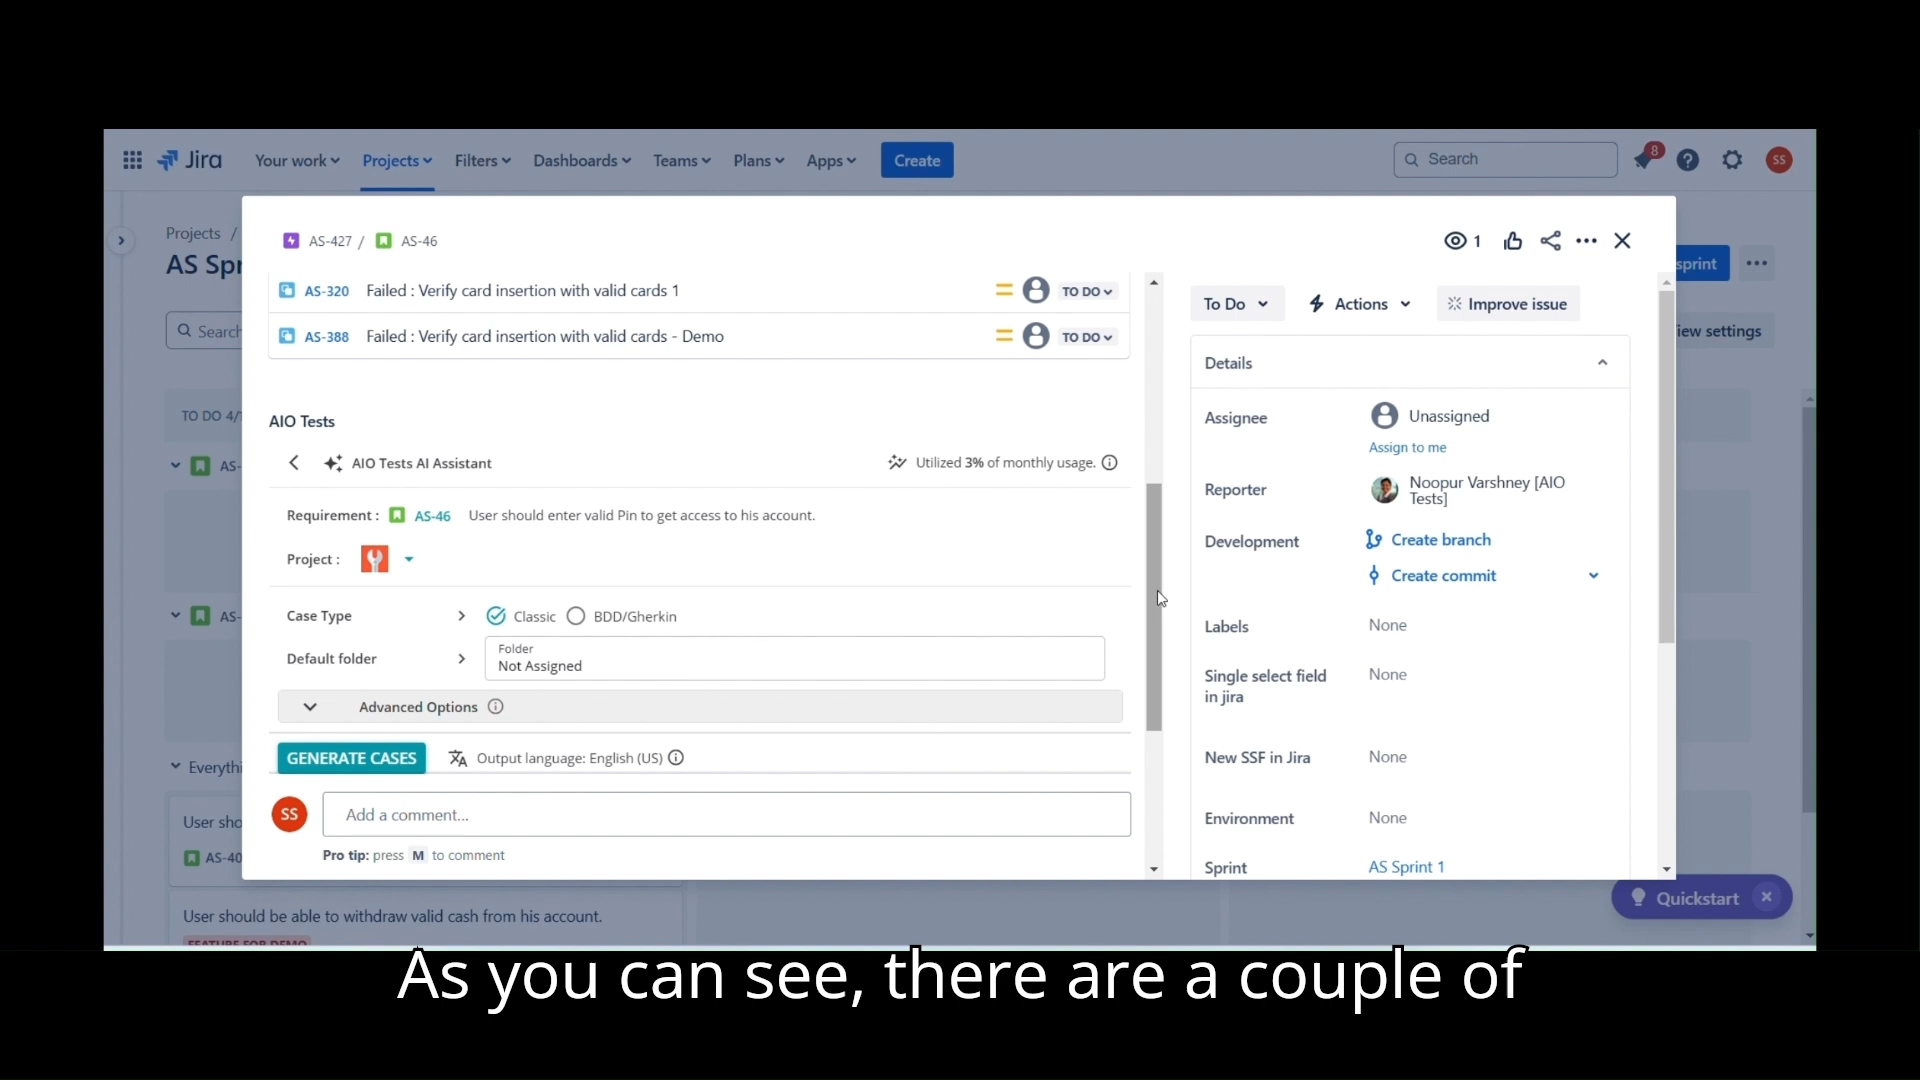 Jira Your work Projects Filters Dashboards Teams Plans Apps Create Search 8 SS
Projects /
AS Spr
sprint
Search
iew settings
TO DO 4/
AS-
AS-
Everythi
User sho
AS-40
User should be able to withdraw valid cash from his account.
FEATURE FOR DEMO
AS-427 / AS-46 1
AS-320 Failed : Verify card insertion with valid cards 1 TO DO
AS-388 Failed : Verify card insertion with valid cards - Demo TO DO
AIO Tests
AIO Tests AI Assistant Utilized 3% of monthly usage.
Requirement : AS-46 User should enter valid Pin to get access to his account.
Project :
Case Type Classic BDD/Gherkin
Default folder Folder
Not Assigned
Advanced Options
GENERATE CASES Output language: English (US)
SS Add a comment...
Pro tip: press M to comment
To Do Actions Improve issue
Details
Assignee Unassigned
Assign to me
Reporter Noopur Varshney [AIO
Tests]
Development Create branch
Create commit
Labels None
Single select field None
in jira
New SSF in Jira None
Environment None
Sprint AS Sprint 1
Quickstart
As you can see, there are a couple of